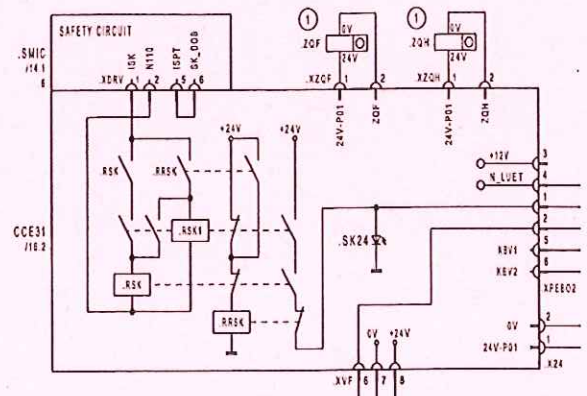 SAFETY CIRCUIT
.SMIC
/14.1
6
ISK
N110
ISPT
SK_DOB
.XDRV 1 2 5 6
1
0V
.ZQF
24V
.XZQF 1 2
24V-P01
ZQF
1
0V
.ZQH
24V
.XZQH 1 2
24V-P01
ZQH
+24V
+24V
+12V 3
N_LUET 4
1
2
.RSK
.RRSK
CCE31
/16.2
.RSK1
.SK24
KEV1 5
KEV2 6
XFEB02
.RSK
.RRSK
0V 2
24V-P01 1
.X24
0V
+24V
.XVF 6 7 8